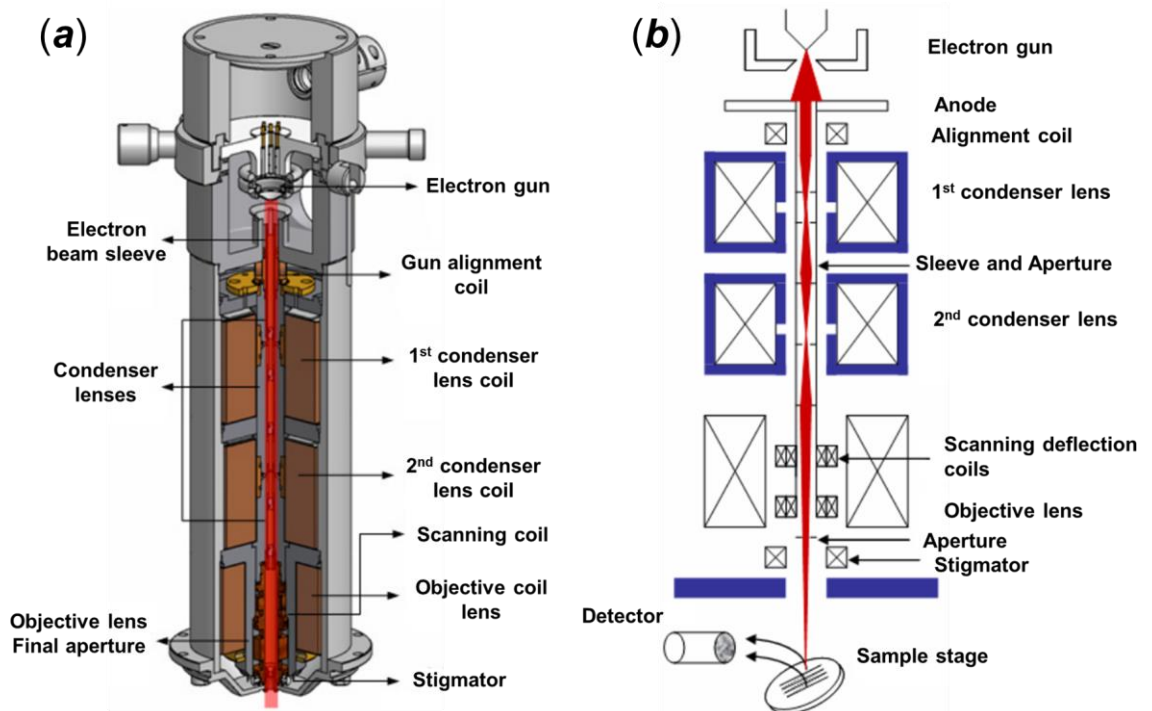 (a)
Electron gun
Electron
beam sleeve
Gun alignment
coil
Condenser
lenses
1st condenser
lens coil
2nd condenser
lens coil
Scanning coil
Objective coil
lens
Objective lens
Final aperture
Stigmator
(b)
Electron gun
Anode
Alignment coil
1st condenser lens
Sleeve and Aperture
2nd condenser lens
Scanning deflection
coils
Objective lens
Aperture
Stigmator
Detector
Sample stage